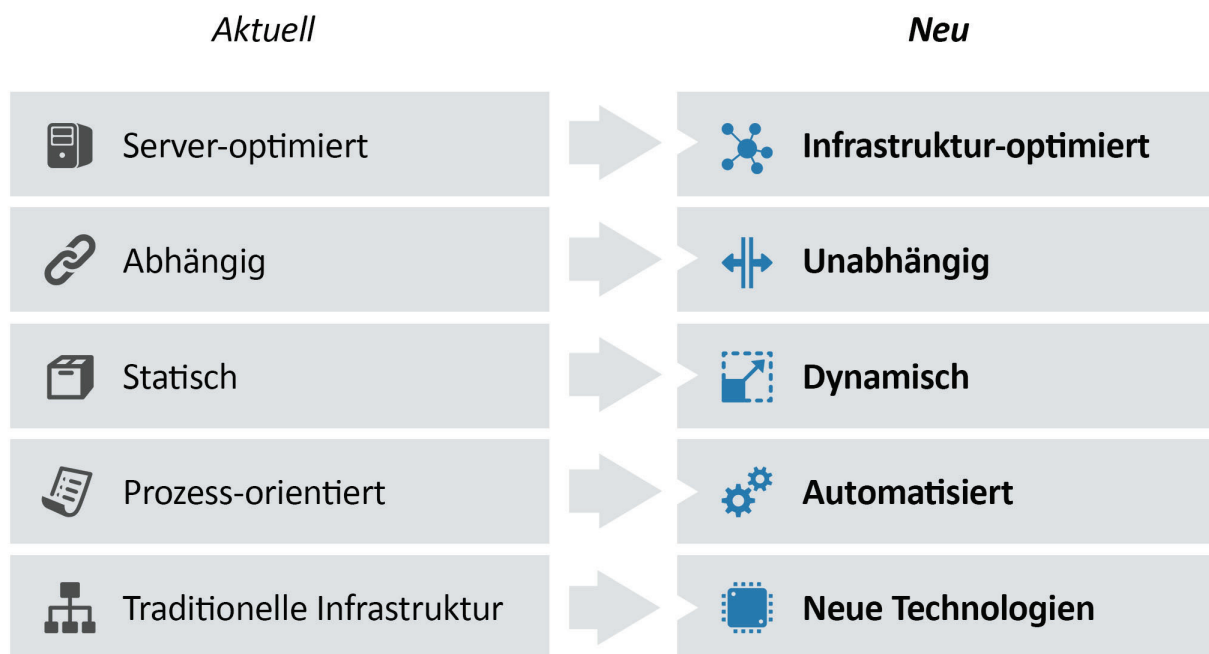 Aktuell
Neu
Server-optimiert
Infrastruktur-optimiert
Abhängig
Unabhängig
Statisch
Dynamisch
Prozess-orientiert
Automatisiert
Traditionelle Infrastruktur
Neue Technologien